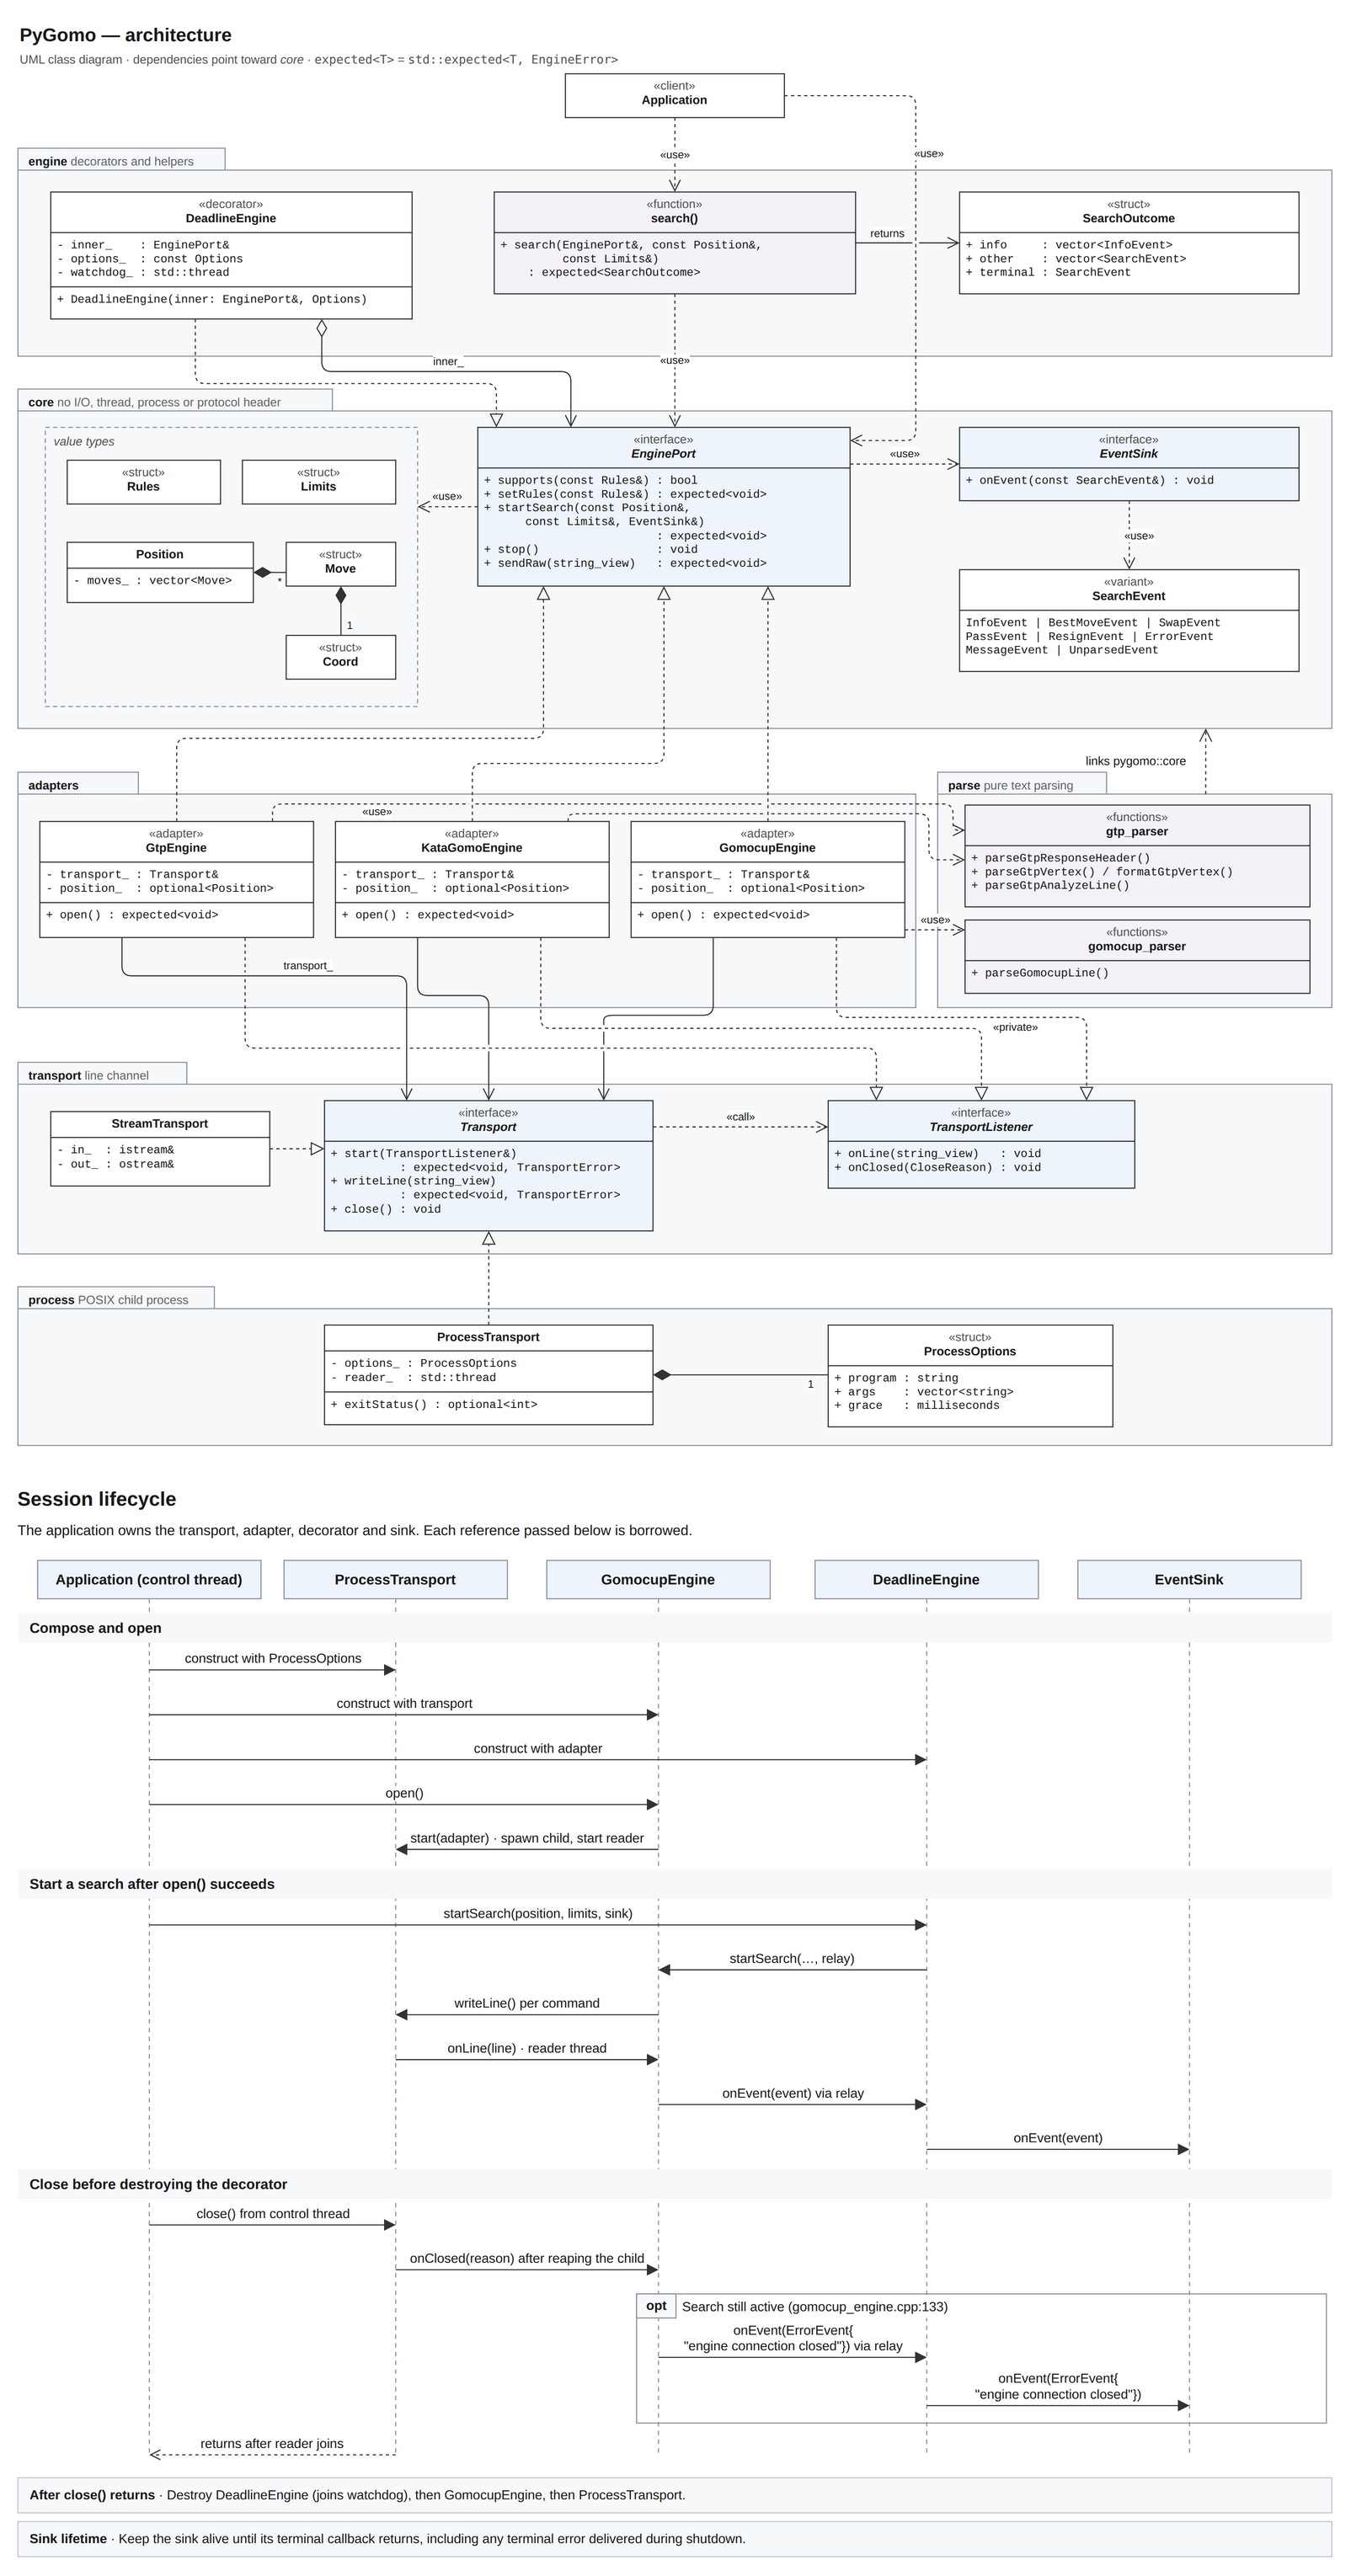 PyGomo — architecture
UML class diagram · dependencies point toward core · expected<T> = std::expected<T, EngineError>
«client»
Application
«use»
«use»
engine decorators and helpers
«decorator»
DeadlineEngine
- inner_    : EnginePort&
- options_  : const Options
- watchdog_ : std::thread
+ DeadlineEngine(inner: EnginePort&, Options)
«function»
search()
+ search(EnginePort&, const Position&,
const Limits&)
: expected<SearchOutcome>
returns
«struct»
SearchOutcome
+ info     : vector<InfoEvent>
+ other    : vector<SearchEvent>
+ terminal : SearchEvent
inner_
«use»
core no I/O, thread, process or protocol header
value types
«struct»
Rules
«struct»
Limits
Position
- moves_ : vector<Move>
*
«struct»
Move
1
«struct»
Coord
«use»
«interface»
EnginePort
+ supports(const Rules&) : bool
+ setRules(const Rules&) : expected<void>
+ startSearch(const Position&,
const Limits&, EventSink&)
: expected<void>
+ stop()                 : void
+ sendRaw(string_view)   : expected<void>
«use»
«interface»
EventSink
+ onEvent(const SearchEvent&) : void
«use»
«variant»
SearchEvent
InfoEvent | BestMoveEvent | SwapEvent
PassEvent | ResignEvent | ErrorEvent
MessageEvent | UnparsedEvent
links pygomo::core
adapters
«use»
«adapter»
GtpEngine
- transport_ : Transport&
- position_  : optional<Position>
+ open() : expected<void>
«adapter»
KataGomoEngine
- transport_ : Transport&
- position_  : optional<Position>
+ open() : expected<void>
«adapter»
GomocupEngine
- transport_ : Transport&
- position_  : optional<Position>
+ open() : expected<void>
«use»
parse pure text parsing
«functions»
gtp_parser
+ parseGtpResponseHeader()
+ parseGtpVertex() / formatGtpVertex()
+ parseGtpAnalyzeLine()
«functions»
gomocup_parser
+ parseGomocupLine()
transport_
«private»
transport line channel
StreamTransport
- in_  : istream&
- out_ : ostream&
«interface»
Transport
+ start(TransportListener&)
: expected<void, TransportError>
+ writeLine(string_view)
: expected<void, TransportError>
+ close() : void
«call»
«interface»
TransportListener
+ onLine(string_view)   : void
+ onClosed(CloseReason) : void
process POSIX child process
ProcessTransport
- options_ : ProcessOptions
- reader_  : std::thread
+ exitStatus() : optional<int>
1
«struct»
ProcessOptions
+ program : string
+ args    : vector<string>
+ grace   : milliseconds
Session lifecycle
The application owns the transport, adapter, decorator and sink. Each reference passed below is borrowed.
Application (control thread)
ProcessTransport
GomocupEngine
DeadlineEngine
EventSink
Compose and open
construct with ProcessOptions
construct with transport
construct with adapter
open()
start(adapter) · spawn child, start reader
Start a search after open() succeeds
startSearch(position, limits, sink)
startSearch(…, relay)
writeLine() per command
onLine(line) · reader thread
onEvent(event) via relay
onEvent(event)
Close before destroying the decorator
close() from control thread
onClosed(reason) after reaping the child
opt Search still active (gomocup_engine.cpp:133)
onEvent(ErrorEvent{
"engine connection closed"}) via relay
onEvent(ErrorEvent{
"engine connection closed"})
returns after reader joins
After close() returns · Destroy DeadlineEngine (joins watchdog), then GomocupEngine, then ProcessTransport.
Sink lifetime · Keep the sink alive until its terminal callback returns, including any terminal error delivered during shutdown.